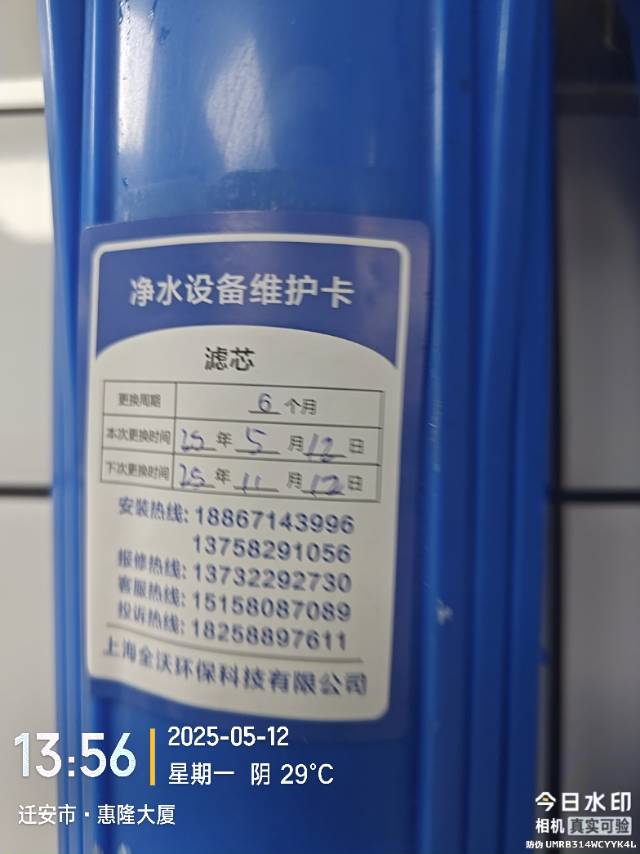 净水设备维护卡
滤芯
更换周期 6 个月
本次更换时间 25 年 5 月 12 日
下次更换时间 25 年 11 月 12 日
安装热线: 18867143996
13758291056
报修热线: 13732292730
客服热线: 15158087089
投诉热线: 18258897611
上海全沃环保科技有限公司
13:56
2025-05-12
星期一 阴 29°C
迁安市·惠隆大厦
今日水印
相机 真实可验
防伪 UMRB314WCYYK4L